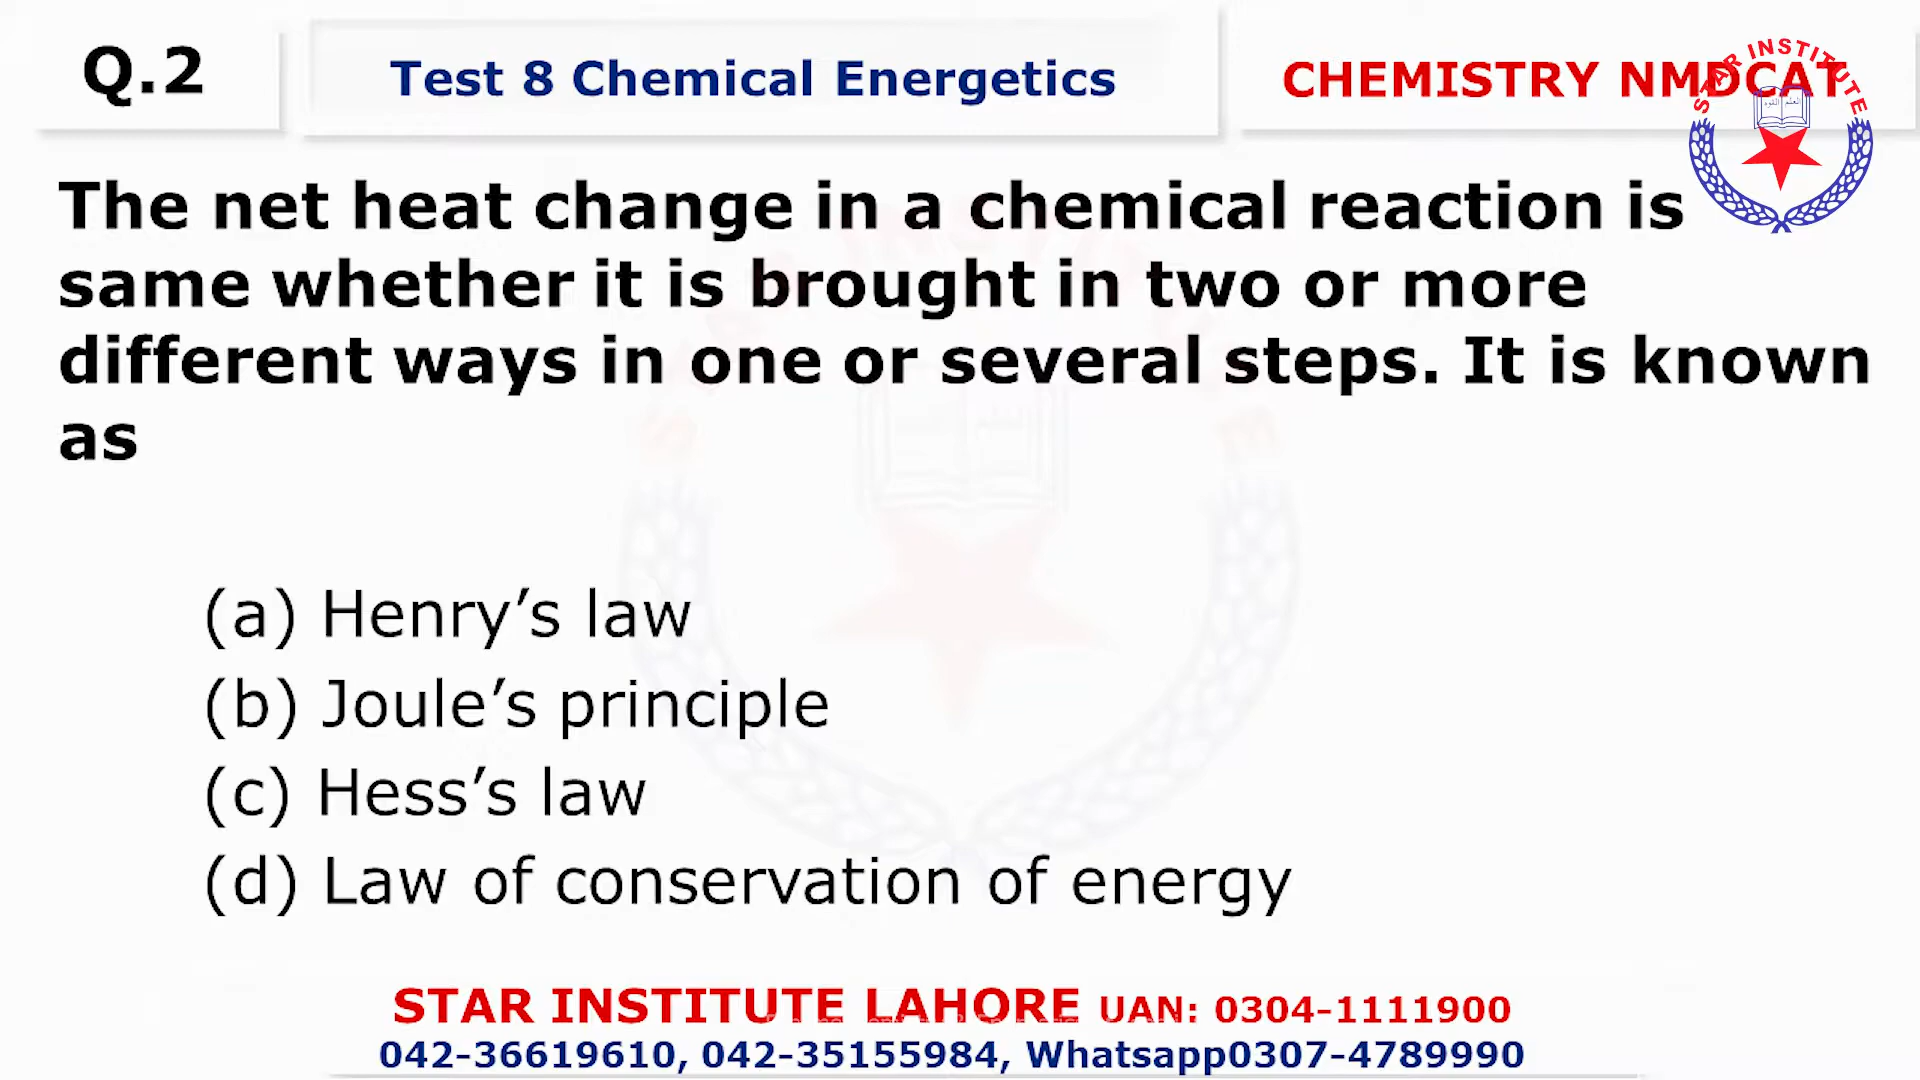 Q.2
Test 8 Chemical Energetics
CHEMISTRY NMDCAT
STAR INSTITUTE
The net heat change in a chemical reaction is
same whether it is brought in two or more
different ways in one or several steps. It is known
as
(a) Henry’s law
(b) Joule’s principle
(c) Hess’s law
(d) Law of conservation of energy
STAR INSTITUTE LAHORE UAN: 0304-1111900
042-36619610, 042-35155984, Whatsapp0307-4789990